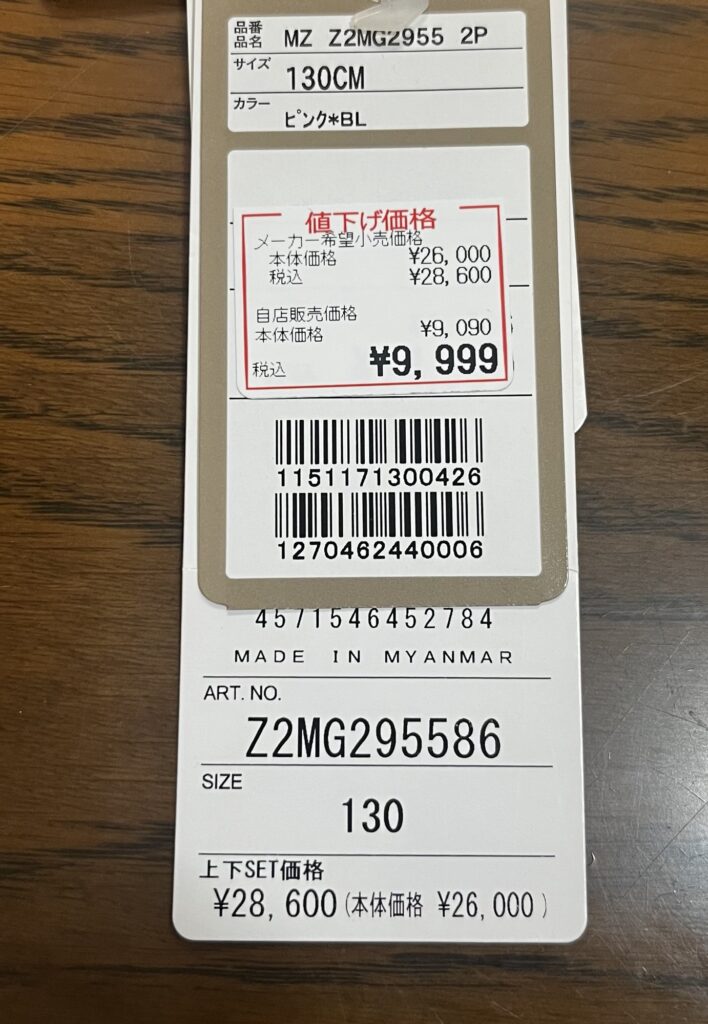 品番
品名 MZ Z2MG2955 2P
サイズ 130CM
カラー ピンク*BL
値下げ価格
メーカー希望小売価格
本体価格 ¥26,000
税込 ¥28,600
自店販売価格
本体価格 ¥9,090
税込 ¥9,999
1151171300426
1270462440006
4571546452784
MADE IN MYANMAR
ART. NO.
Z2MG295586
SIZE
130
上下SET価格
¥28,600(本体価格 ¥26,000)